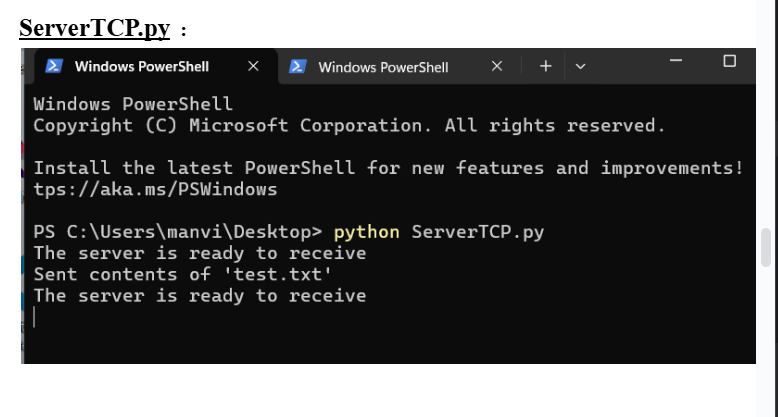 ServerTCP.py :
Windows PowerShell
Windows PowerShell
Windows PowerShell
Copyright (C) Microsoft Corporation. All rights reserved.
Install the latest PowerShell for new features and improvements!
tps://aka.ms/PSWindows
PS C:\Users\manvi\Desktop> python ServerTCP.py
The server is ready to receive
Sent contents of 'test.txt'
The server is ready to receive